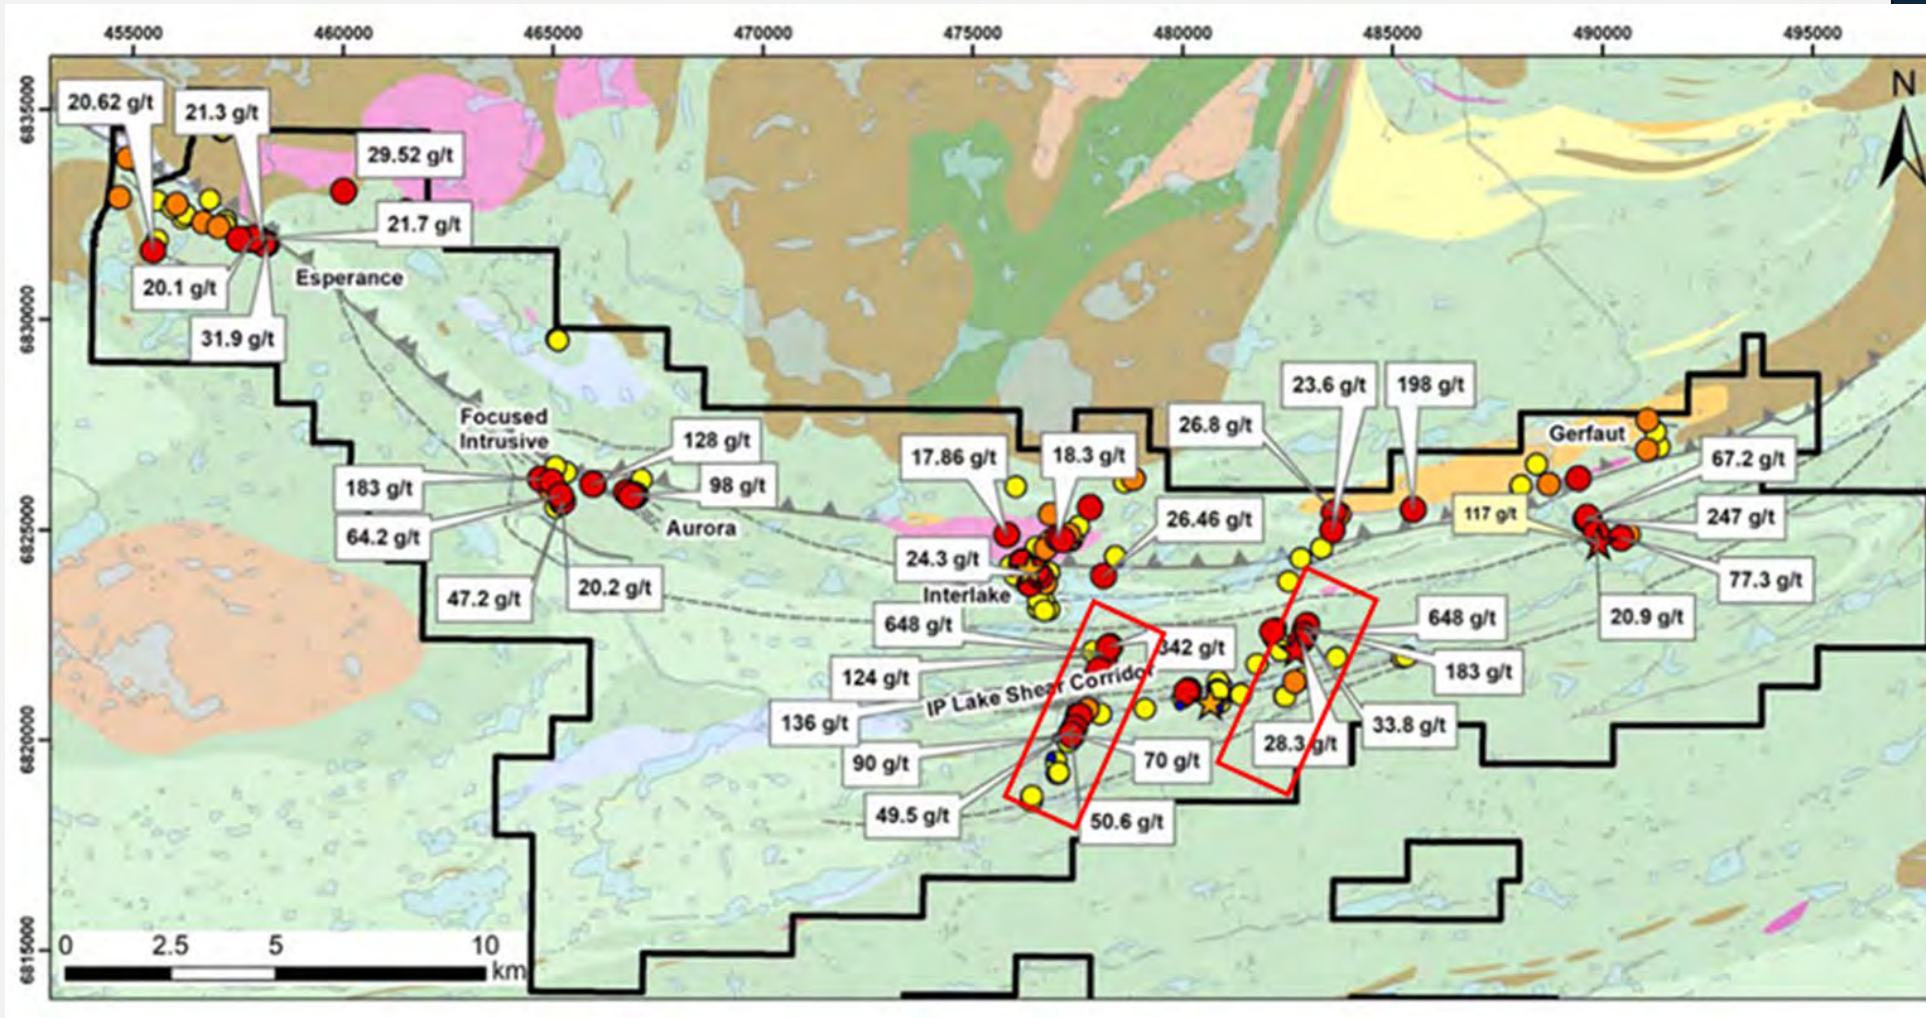 455000
460000
465000
470000
475000
480000
485000
490000
495000
6835000
6830000
6825000
6820000
6815000
N
20.62 g/t
21.3 g/t
29.52 g/t
21.7 g/t
20.1 g/t
Esperance
31.9 g/t
Focused
Intrusive
128 g/t
183 g/t
98 g/t
64.2 g/t
Aurora
47.2 g/t
20.2 g/t
23.6 g/t
198 g/t
26.8 g/t
17.86 g/t
18.3 g/t
Gerfaut
67.2 g/t
26.46 g/t
117 g/t
247 g/t
24.3 g/t
Interlake
77.3 g/t
20.9 g/t
648 g/t
342 g/t
648 g/t
124 g/t
183 g/t
IP Lake Shear Corridor
136 g/t
33.8 g/t
28.3 g/t
90 g/t
70 g/t
49.5 g/t
50.6 g/t
0 2.5 5 10
km